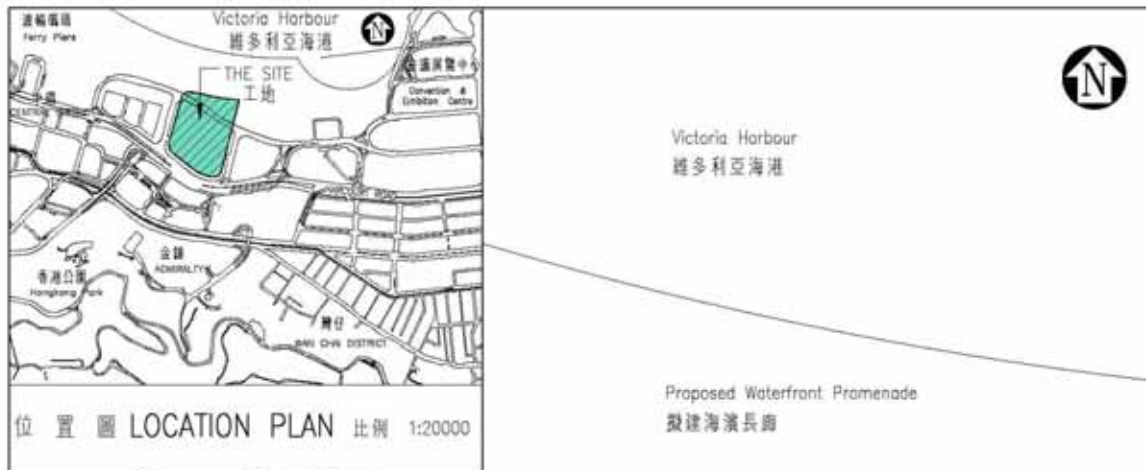 渡輪碼頭
Ferry Piers
Victoria Harbour
維多利亞海港
N
THE SITE
工地
會議展覽中心
Convention &
Exhibition Centre
香港公園
Hongkong Park
金鐘
ADMIRALTY
灣仔
WAN CHAI DISTRICT
位置圖 LOCATION PLAN 比例 1:20000
N
Victoria Harbour
維多利亞海港
Proposed Waterfront Promenade
擬建海濱長廊